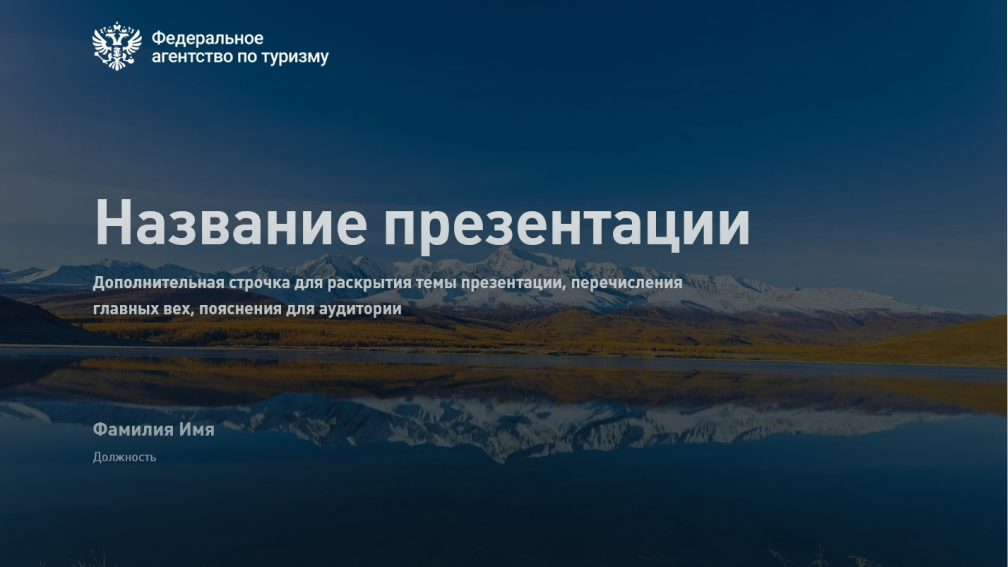 Федеральное
агентство по туризму
Название презентации
Дополнительная строчка для раскрытия темы презентации, перечисления
главных вех, пояснения для аудитории
Фамилия Имя
Должность